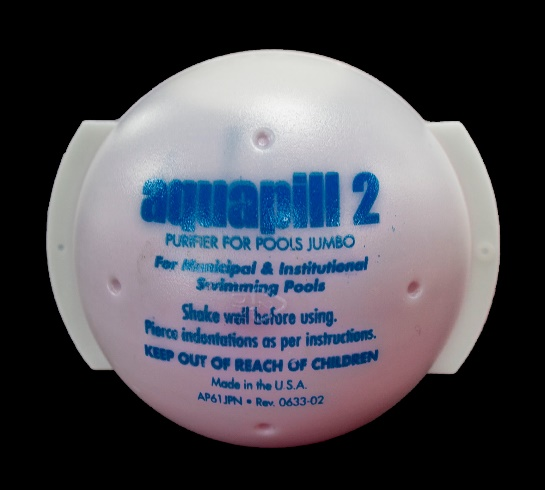 aquapill 2
PURIFIER FOR POOLS JUMBO
For Municipal & Institutional
Swimming Pools
Shake well before using.
Pierce indentations as per instructions.
KEEP OUT OF REACH OF CHILDREN
Made in the U.S.A.
AP61JPN • Rev. 0633-02